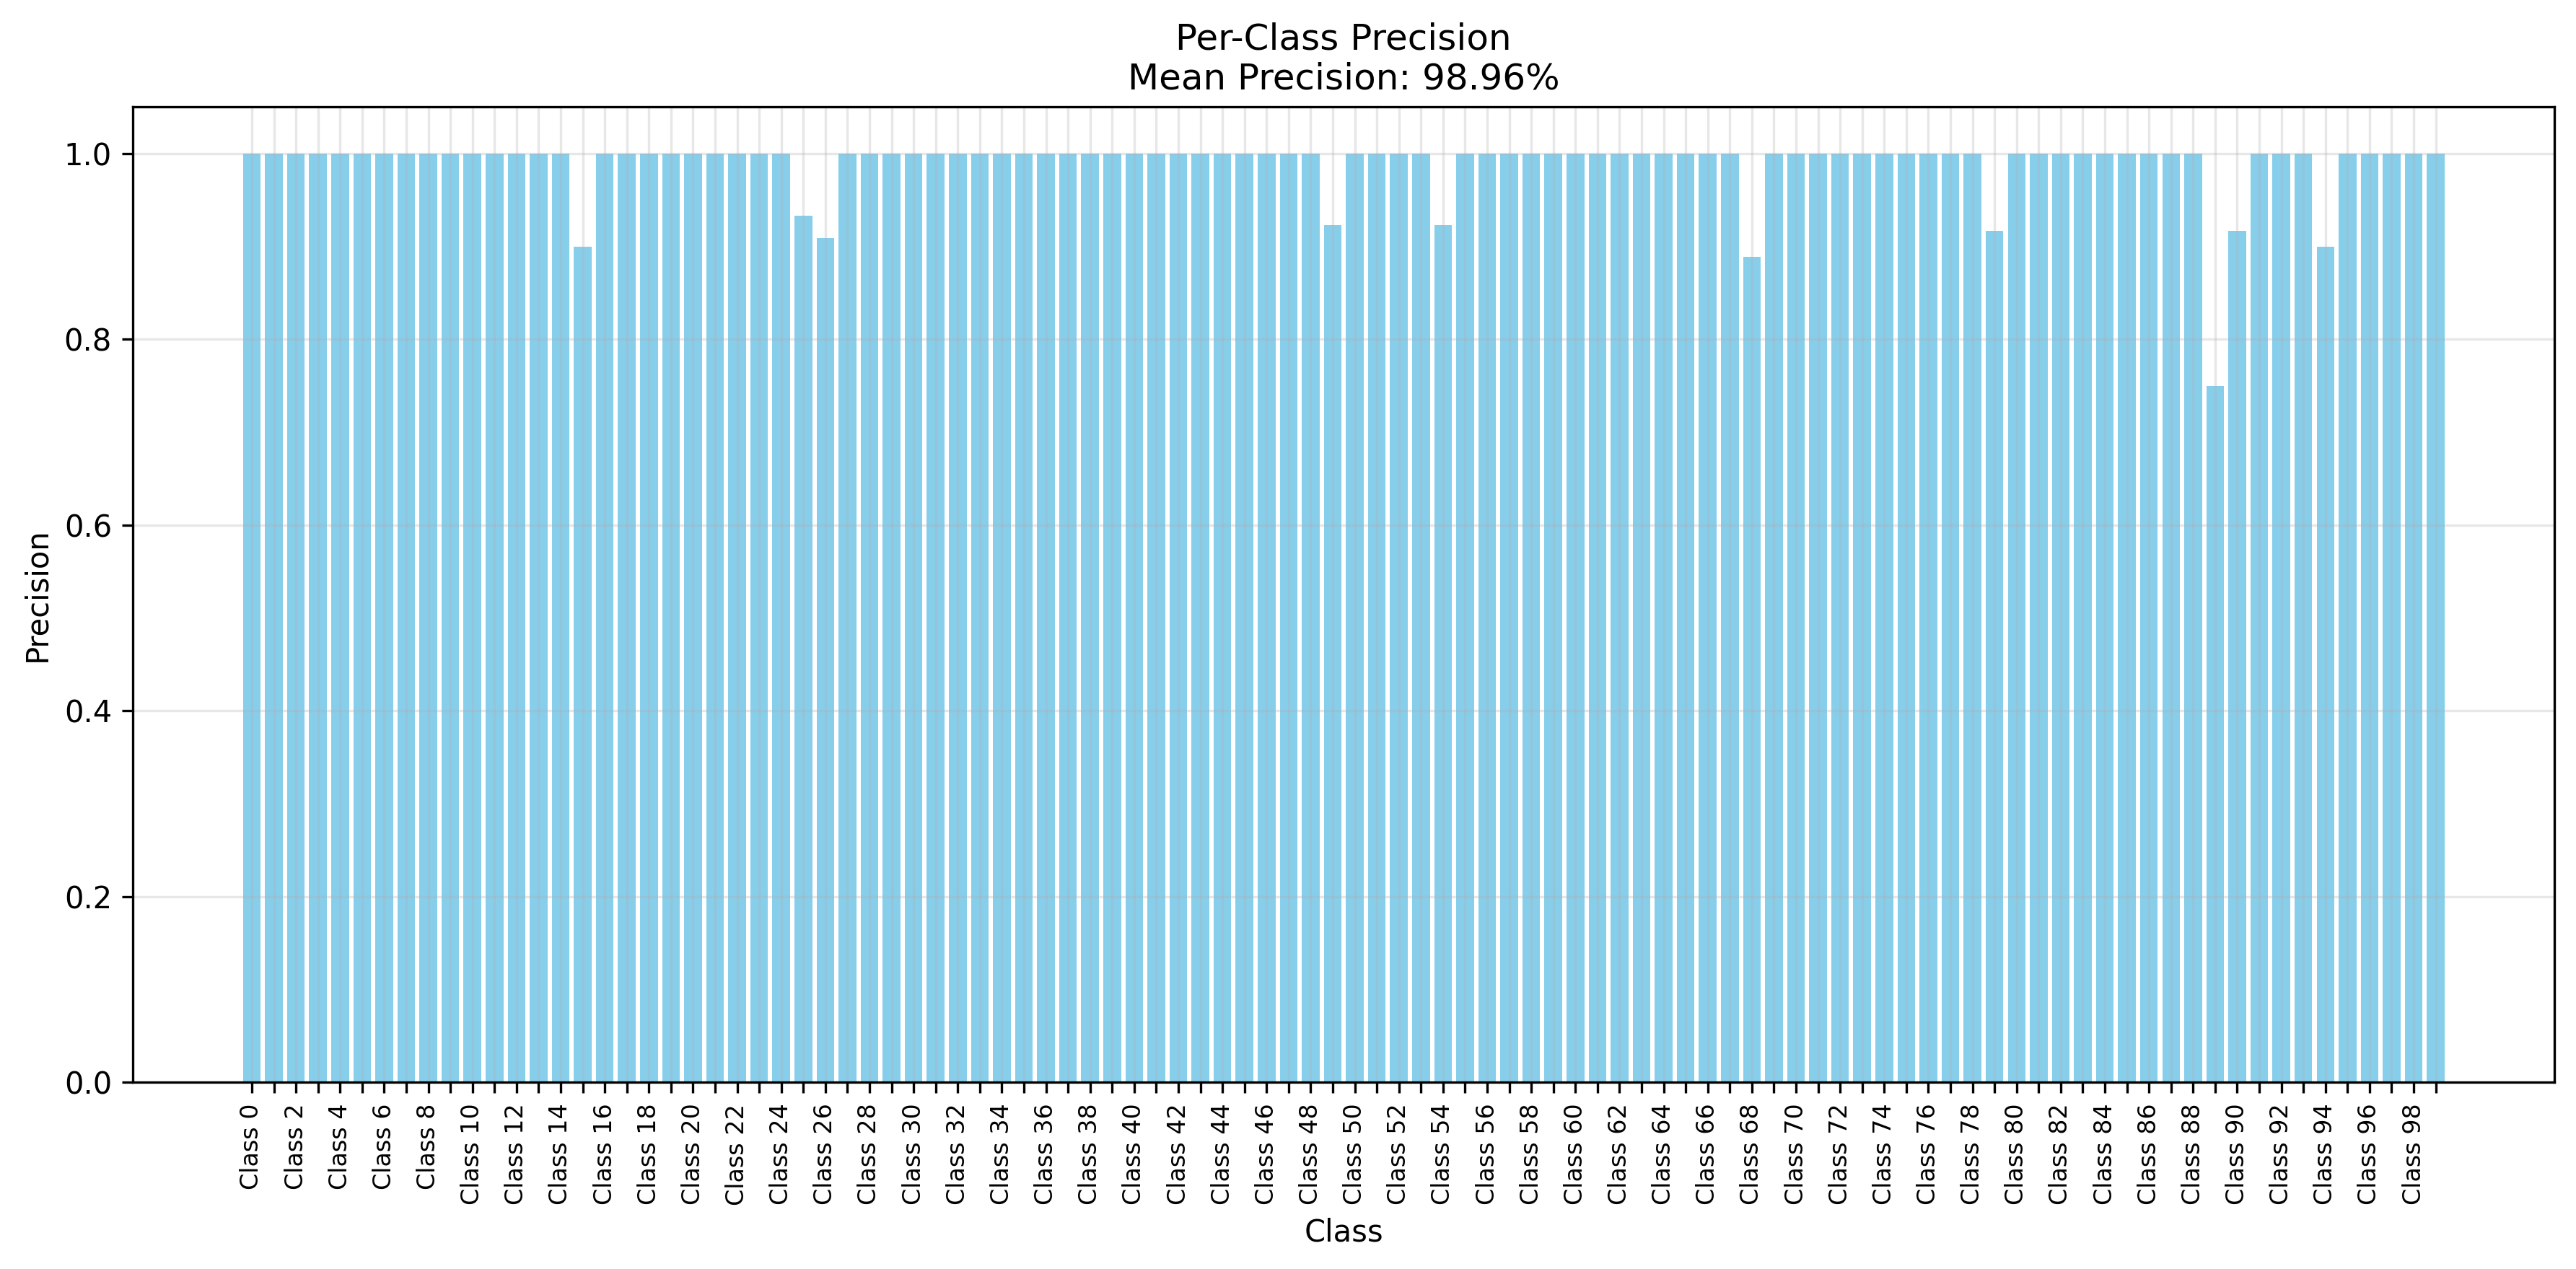 Per-Class Precision
Mean Precision: 98.96%
Precision
1.0
0.8
0.6
0.4
0.2
0.0
Class 0
Class 2
Class 4
Class 6
Class 8
Class 10
Class 12
Class 14
Class 16
Class 18
Class 20
Class 22
Class 24
Class 26
Class 28
Class 30
Class 32
Class 34
Class 36
Class 38
Class 40
Class 42
Class 44
Class 46
Class 48
Class 50
Class 52
Class 54
Class 56
Class 58
Class 60
Class 62
Class 64
Class 66
Class 68
Class 70
Class 72
Class 74
Class 76
Class 78
Class 80
Class 82
Class 84
Class 86
Class 88
Class 90
Class 92
Class 94
Class 96
Class 98
Class